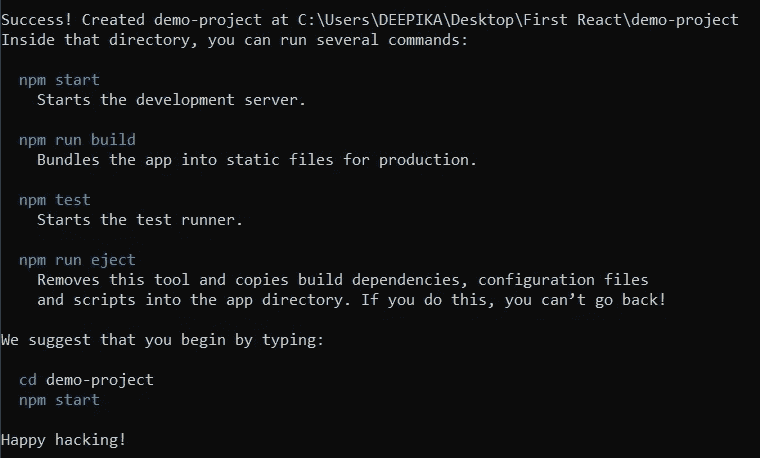 Success! Created demo-project at C:\Users\DEEPIKA\Desktop\First React\demo-project
Inside that directory, you can run several commands:
npm start
Starts the development server.
npm run build
Bundles the app into static files for production.
npm test
Starts the test runner.
npm run eject
Removes this tool and copies build dependencies, configuration files
and scripts into the app directory. If you do this, you can’t go back!
We suggest that you begin by typing:
cd demo-project
npm start
Happy hacking!